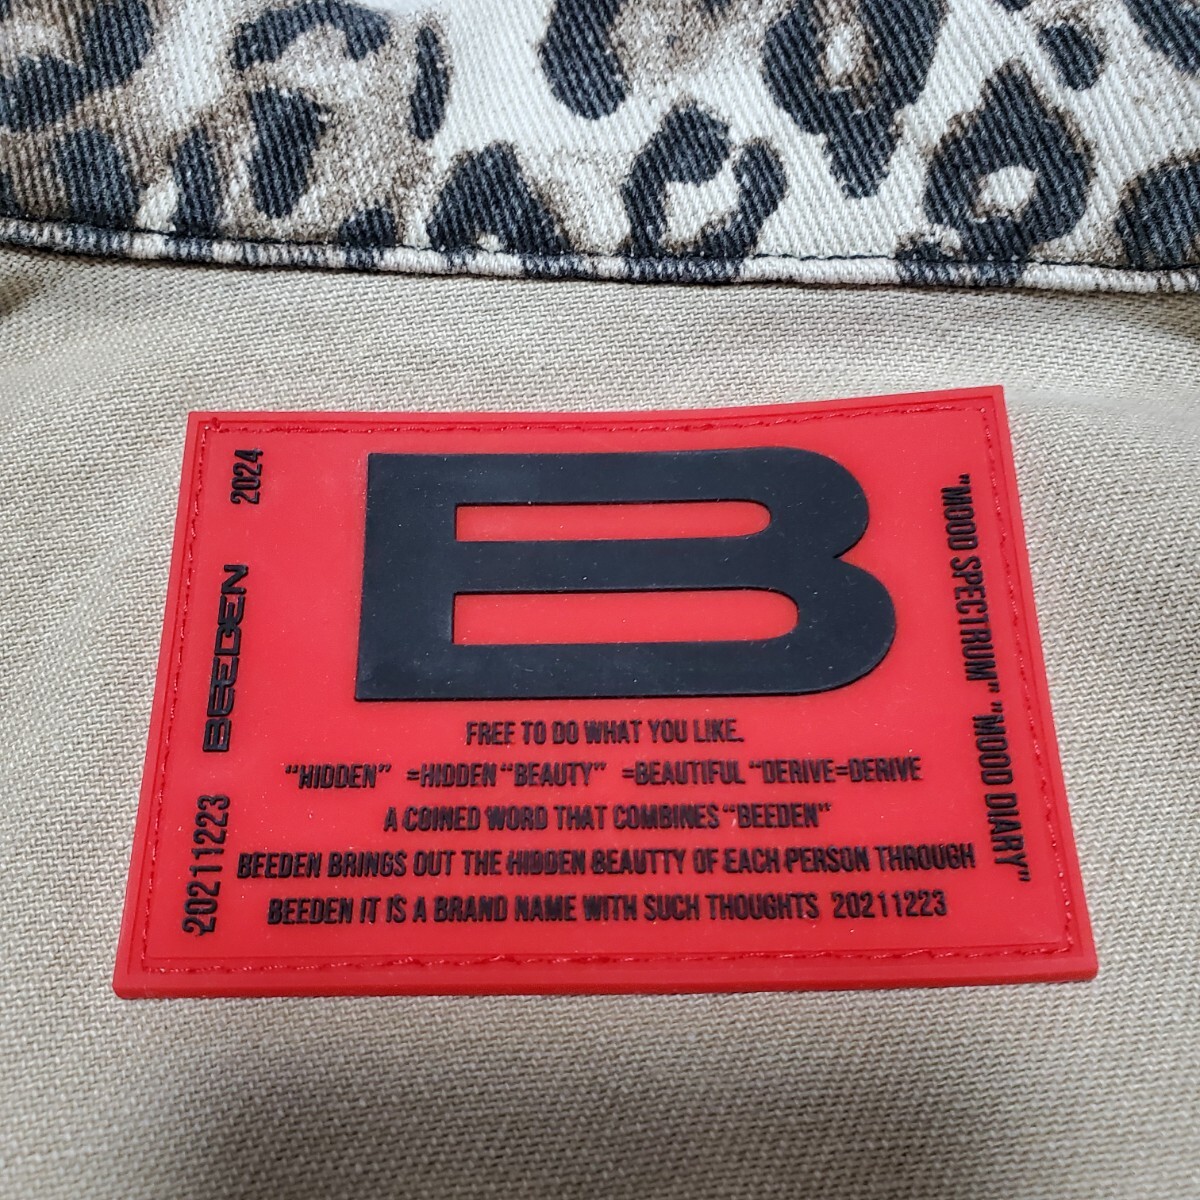 B
FREE TO DO WHAT YOU LIKE.
"HIDDEN" =HIDDEN "BEAUTY" =BEAUTIFUL "DERIVE=DERIVE
A COINED WORD THAT COMBINES "BEEDEN"
BEEDEN BRINGS OUT THE HIDDEN BEAUTTY OF EACH PERSON THROUGH
BEEDEN IT IS A BRAND NAME WITH SUCH THOUGHTS 20211223
20211223 BEEDEN 2024
"MOOD SPECTRUM" "MOOD DIARY"